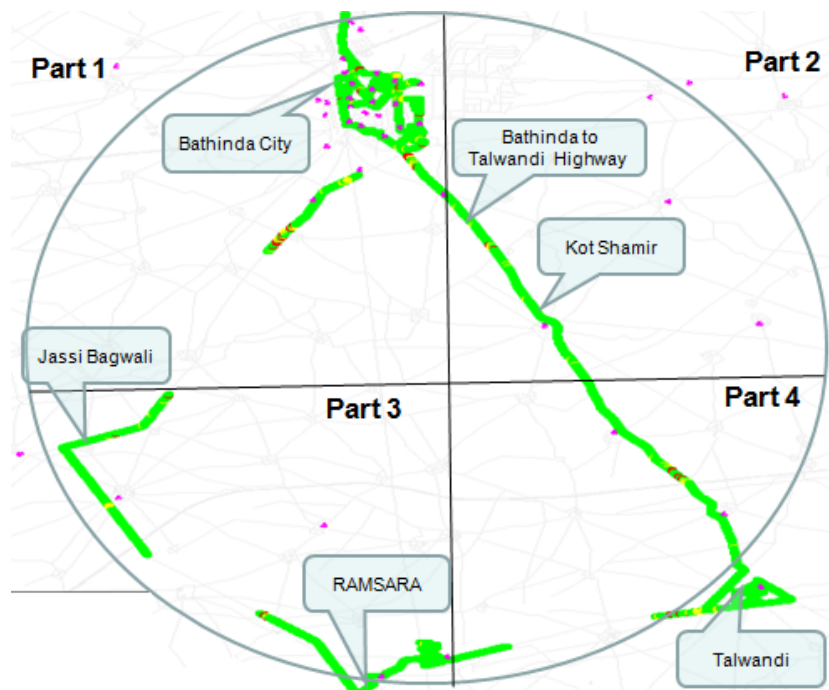 Part 1
Part 2
Bathinda City
Bathinda to
Talwandi Highway
Kot Shamir
Jassi Bagwali
Part 3
Part 4
RAMSARA
Talwandi